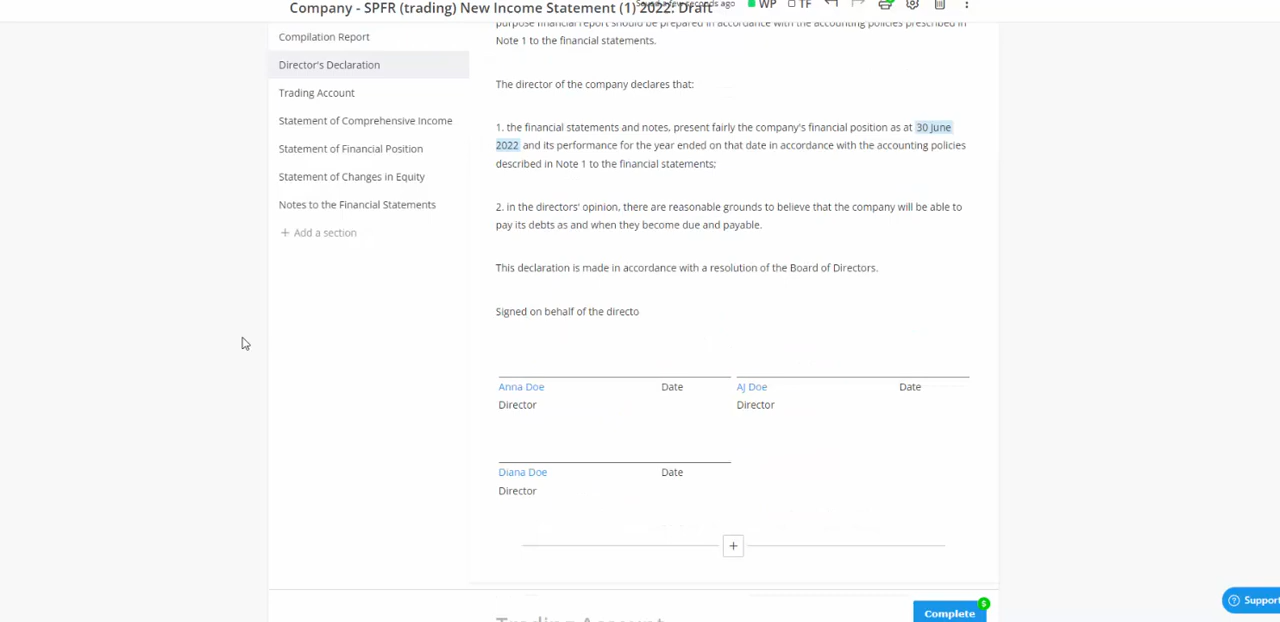 Company - SPFR (trading) New Income Statement (1) 2022: Draft
Saved a few seconds ago
WP
TF
Compilation Report
Director's Declaration
Trading Account
Statement of Comprehensive Income
Statement of Financial Position
Statement of Changes in Equity
Notes to the Financial Statements
+ Add a section
purpose financial report should be prepared in accordance with the accounting policies prescribed in
Note 1 to the financial statements.
The director of the company declares that:
1. the financial statements and notes, present fairly the company's financial position as at 30 June
2022 and its performance for the year ended on that date in accordance with the accounting policies
described in Note 1 to the financial statements;
2. in the directors' opinion, there are reasonable grounds to believe that the company will be able to
pay its debts as and when they become due and payable.
This declaration is made in accordance with a resolution of the Board of Directors.
Signed on behalf of the directo
Anna Doe Date AJ Doe Date
Director Director
Diana Doe Date
Director
+
Trading Account
Complete
$
? Support